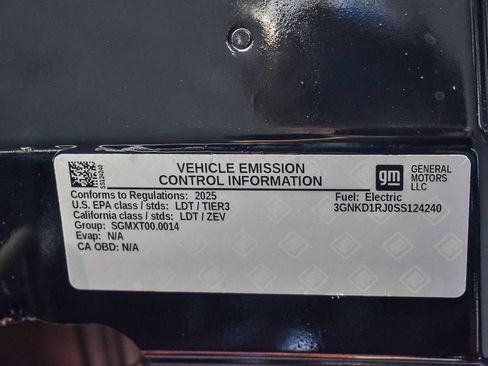 SS124240
VEHICLE EMISSION
CONTROL INFORMATION
gm
GENERAL
MOTORS
LLC
Conforms to Regulations: 2025
U.S. EPA class / stds: LDT / TIER3
California class / stds: LDT / ZEV
Group: SGMXT00.0014
Evap: N/A
CA OBD: N/A
Fuel: Electric
3GNKD1RJ0SS124240